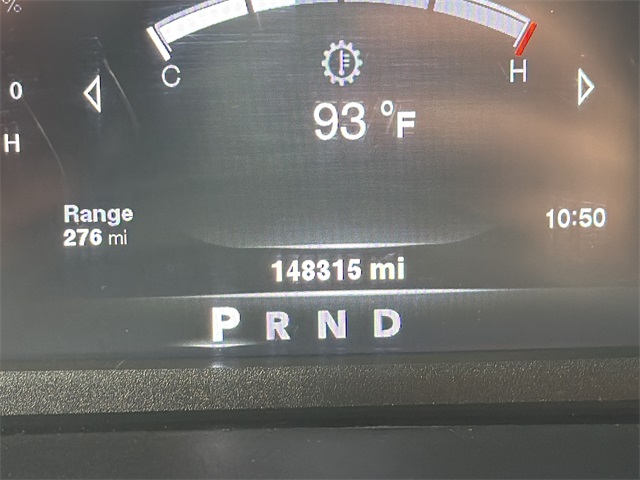 %
C
H
0
93 °F
H
Range
276 mi
10:50
148315 mi
P R N D